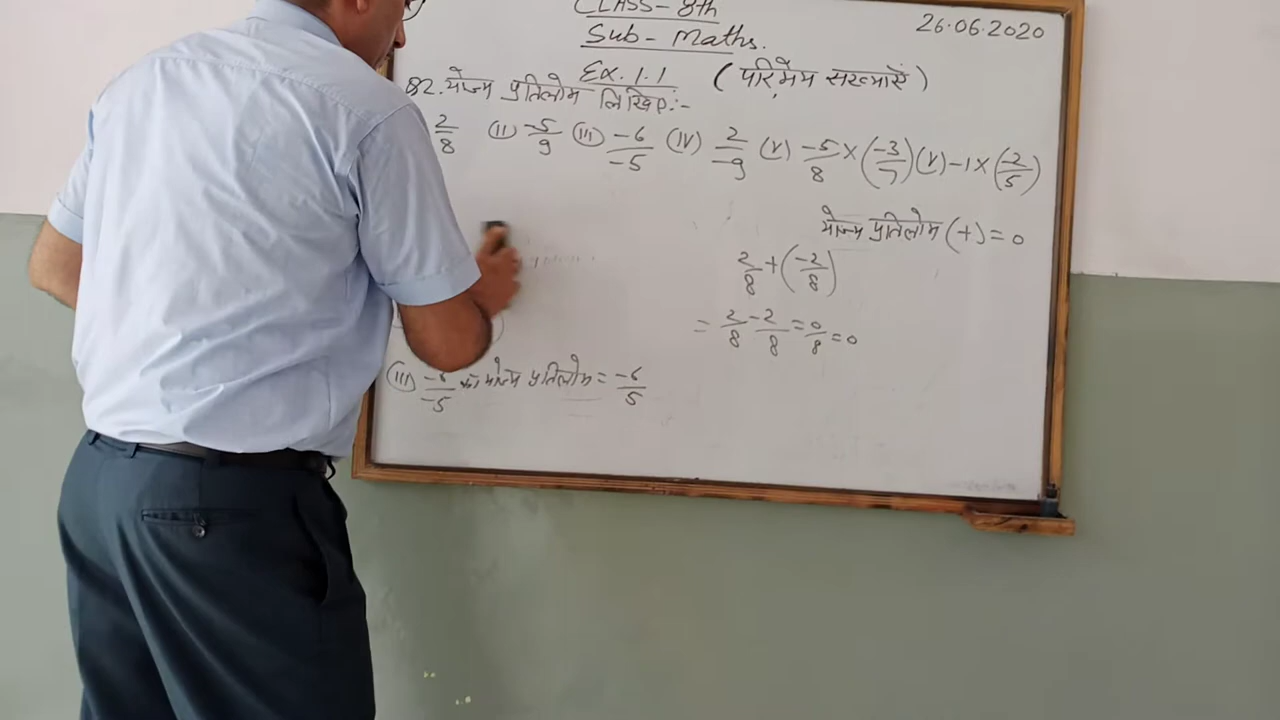 CLASS-8th
26.06.2020
Sub- Maths.
Ex. 1.1 (परिमेय सख्याऐं)
Q2. योज्य प्रतिलोम लिखिए:-
2/8 (ii) -5/9 (iii) -6/-5 (iv) 2/-9 (v) -5/8 × (-3/7) (v) -1 × (2/5)
योज्य प्रतिलोम (+) = 0
2/8 + (-2/8)
= 2/8 - 2/8 = 0/8 = 0
(iii) -6/-5 का योज्य प्रतिलोम = -6/5